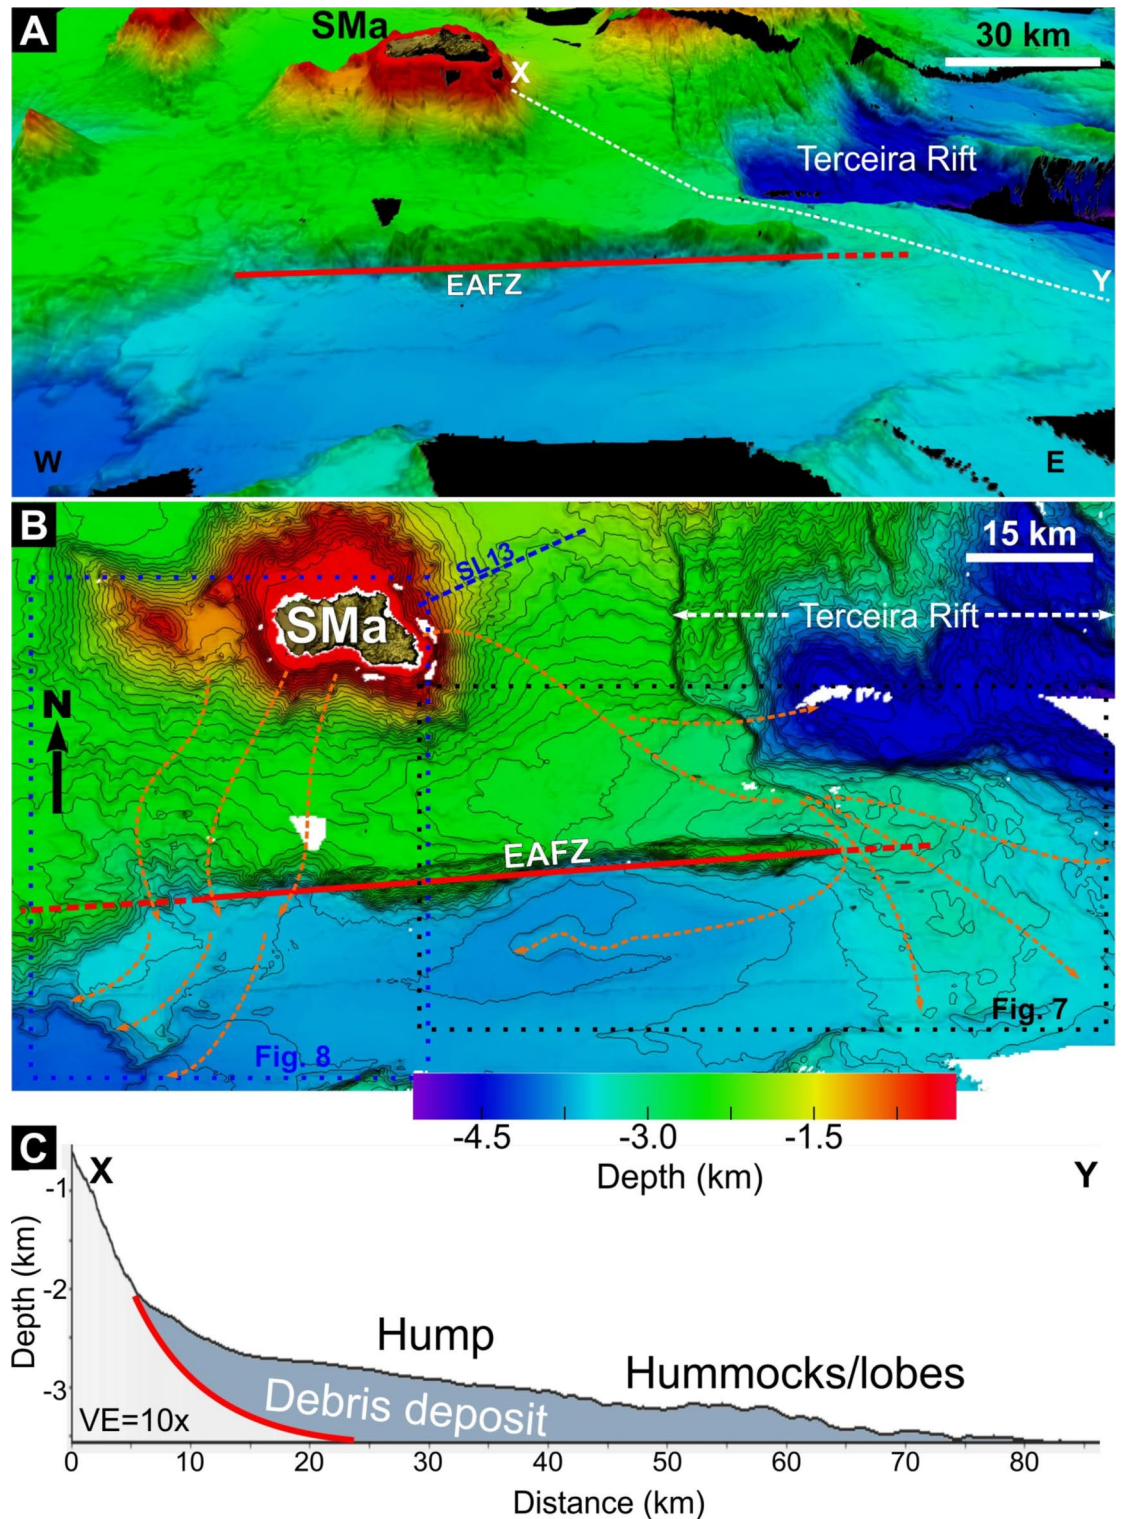 A
SMa
30 km
X
Terceira Rift
Y
EAFZ
W
E
B
15 km
SL13
SMa
Terceira Rift
N
EAFZ
Fig. 7
Fig. 8
-4.5 -3.0 -1.5
Depth (km)
C
X
Y
-1
-2
-3
Depth (km)
Hump
Hummocks/lobes
Debris deposit
VE=10x
0 10 20 30 40 50 60 70 80
Distance (km)